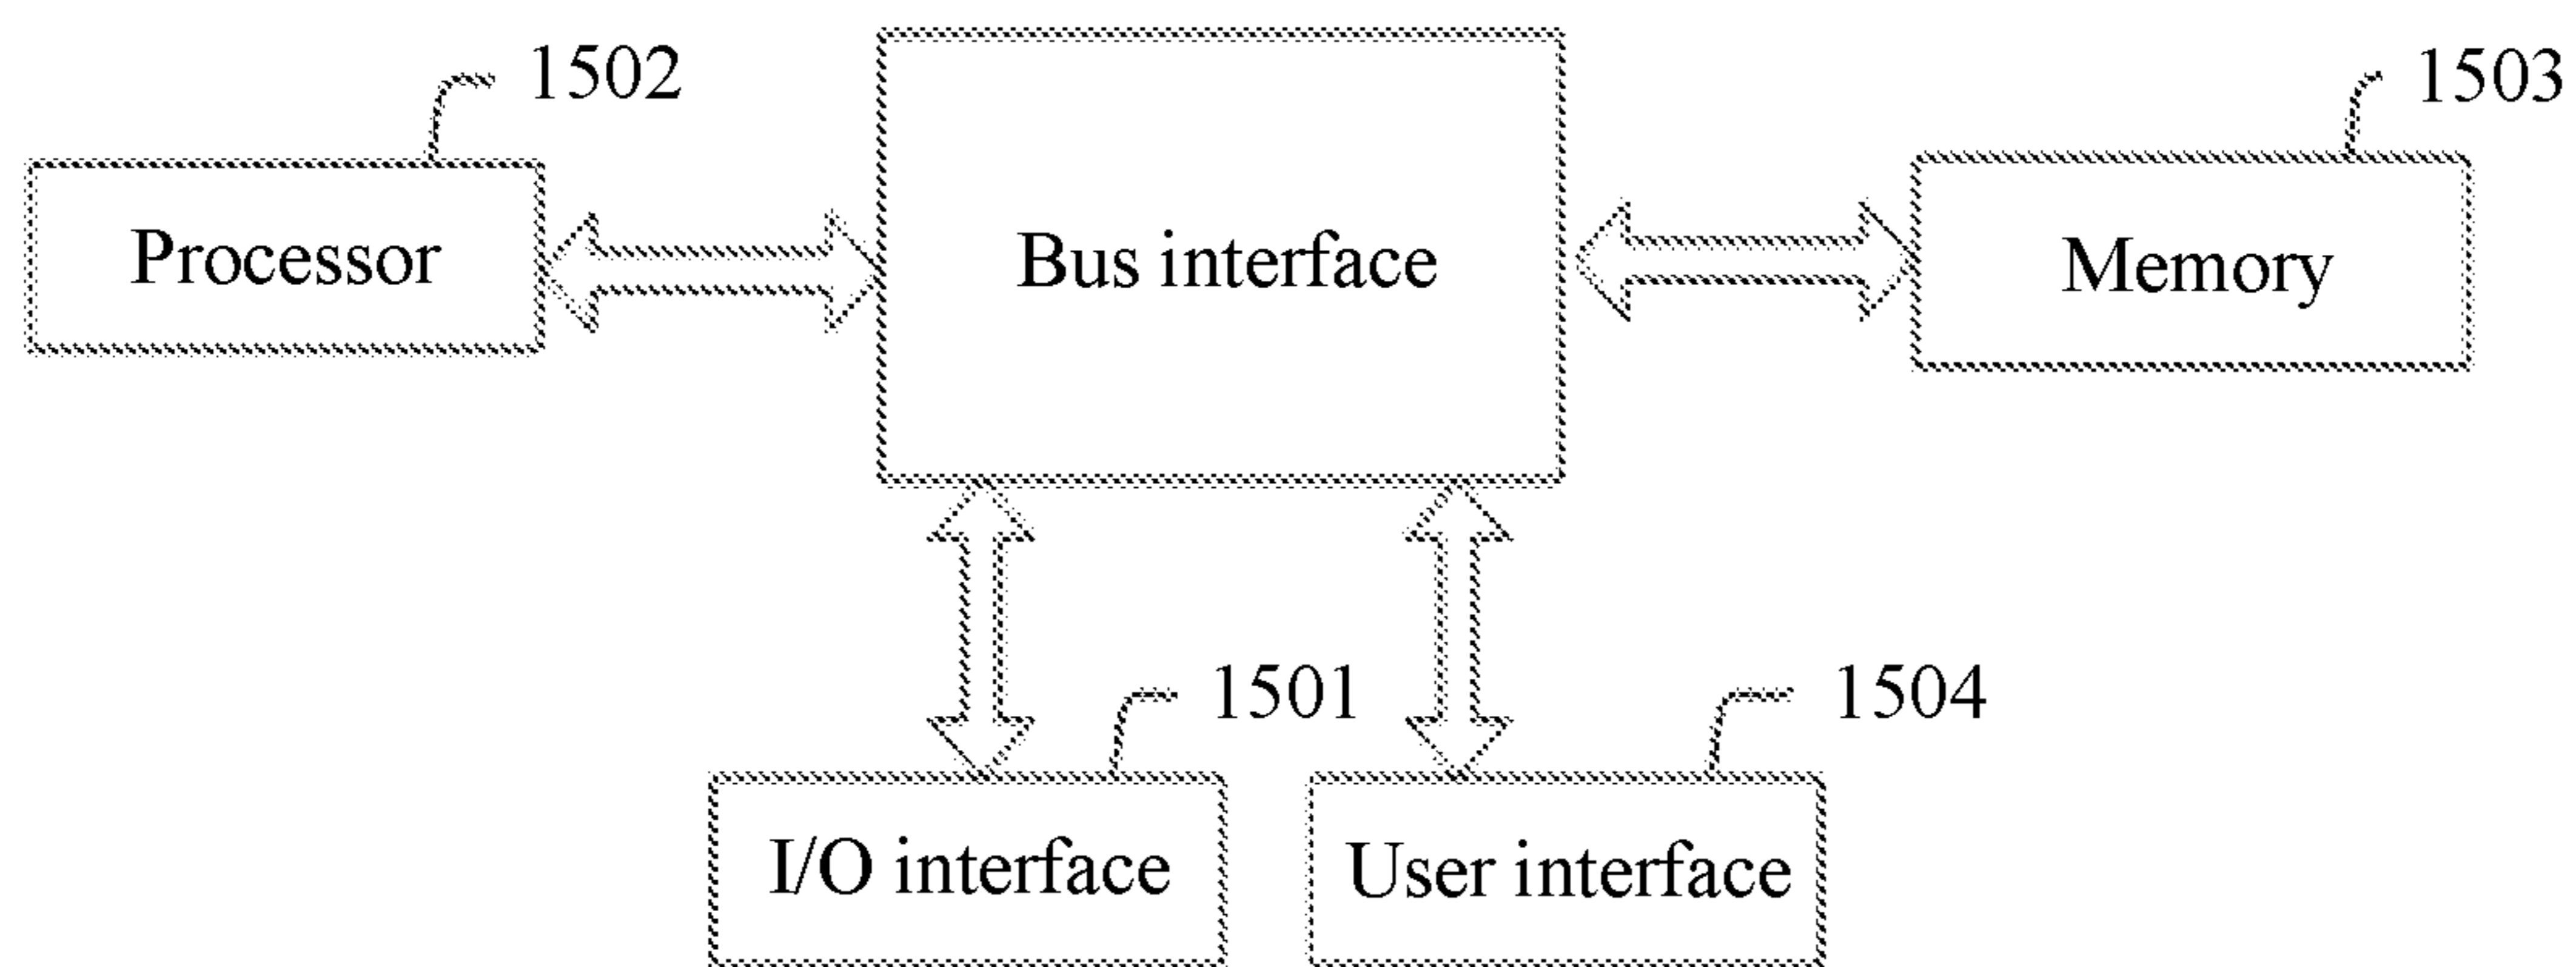 1502
1503
Processor
Bus interface
Memory
1501
1504
I/O interface
User interface